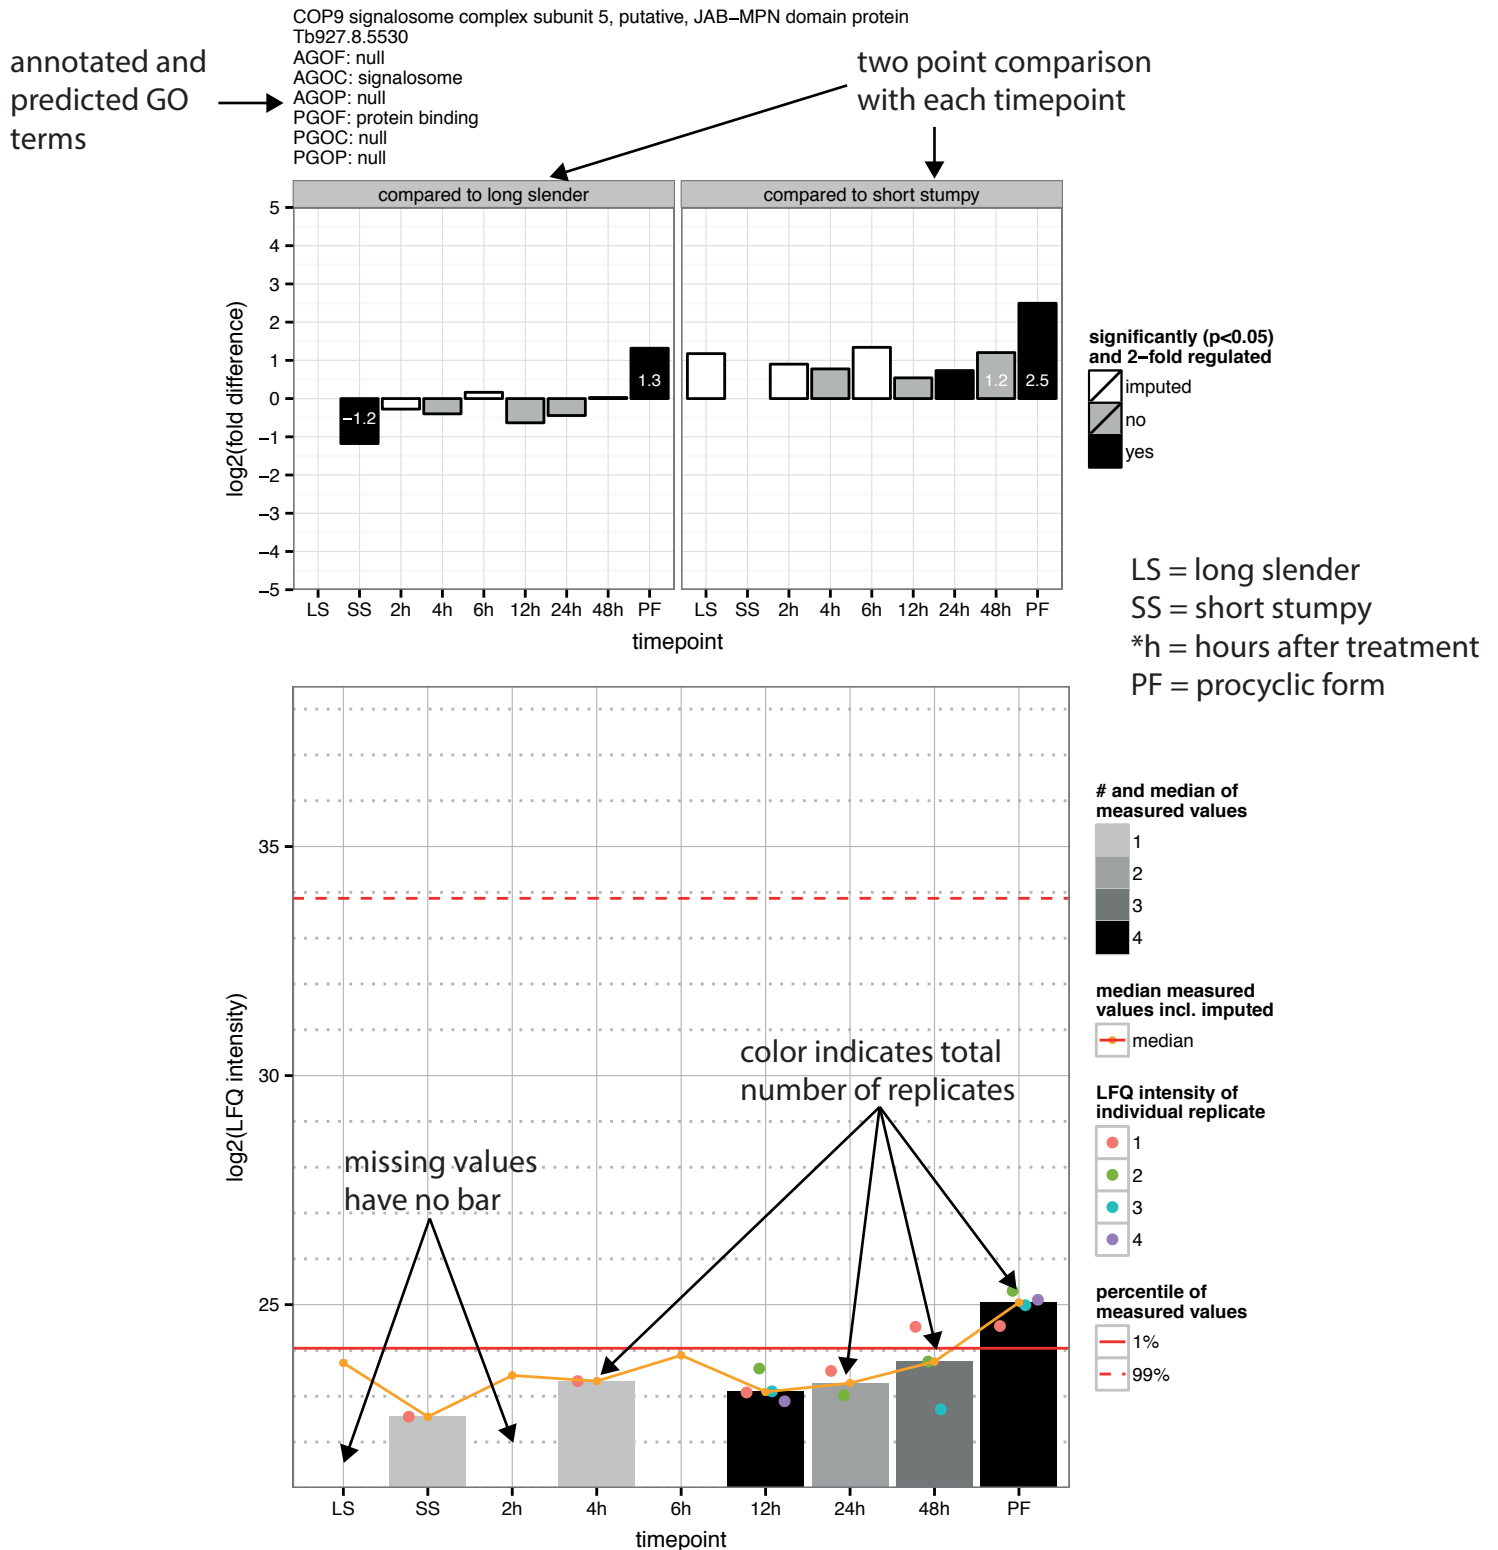 COP9 signalosome complex subunit 5, putative, JAB−MPN domain protein
Tb927.8.5530
AGOF: null
AGOC: signalosome
AGOP: null
PGOF: protein binding
PGOC: null
PGOP: null
annotated and
predicted GO
terms
two point comparison
with each timepoint
compared to long slender
compared to short stumpy
log2(fold difference)
5
4
3
2
1
0
−1
−2
−3
−4
−5
−1.2
1.3
1.2
2.5
LS SS 2h 4h 6h 12h 24h 48h PF
LS SS 2h 4h 6h 12h 24h 48h PF
timepoint
significantly (p<0.05)
and 2−fold regulated
imputed
no
yes
LS = long slender
SS = short stumpy
*h = hours after treatment
PF = procyclic form
log2(LFQ intensity)
35
30
25
color indicates total
number of replicates
missing values
have no bar
LS SS 2h 4h 6h 12h 24h 48h PF
timepoint
# and median of
measured values
1
2
3
4
median measured
values incl. imputed
median
LFQ intensity of
individual replicate
1
2
3
4
percentile of
measured values
1%
99%